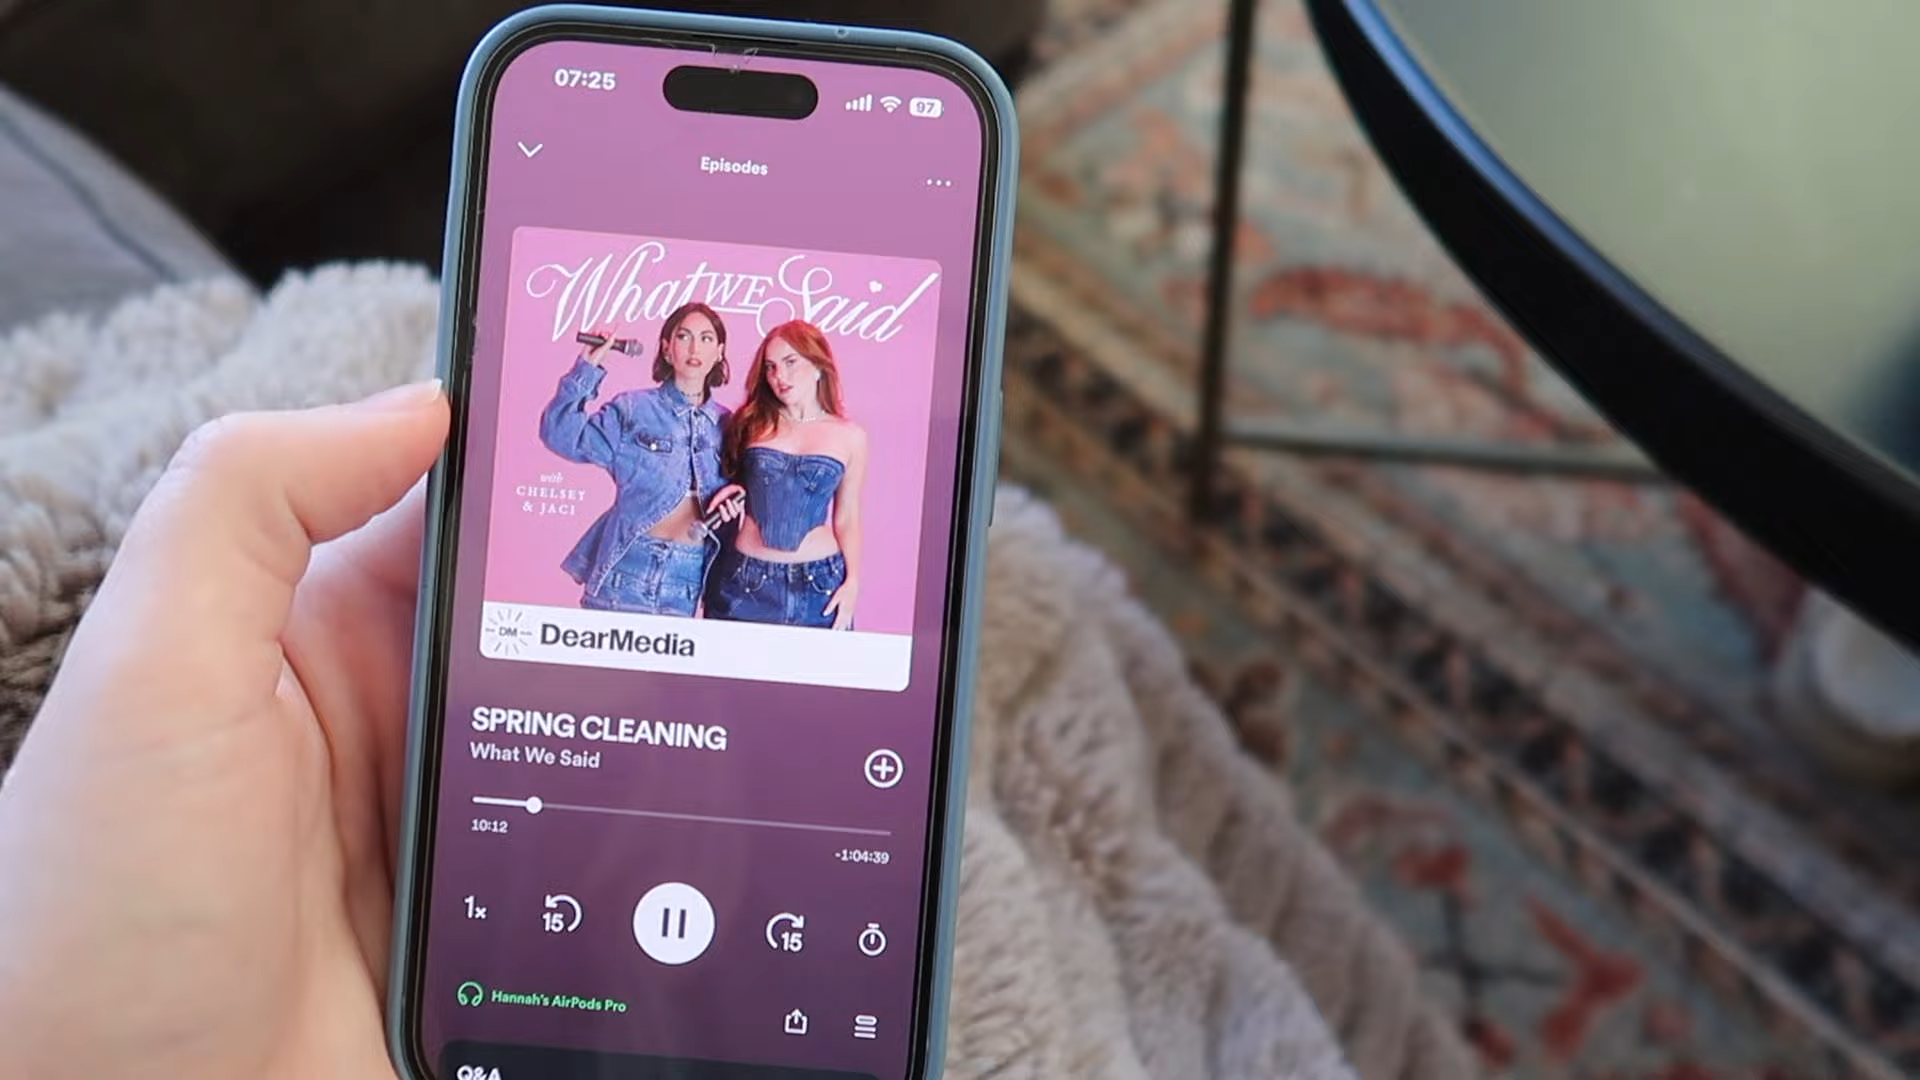 07:25
97
Episodes
What WE Said
with
CHELSEY
& JACI
DM
DearMedia
SPRING CLEANING
What We Said
10:12
-1:04:39
1x
15
15
Hannah's AirPods Pro
Q&A